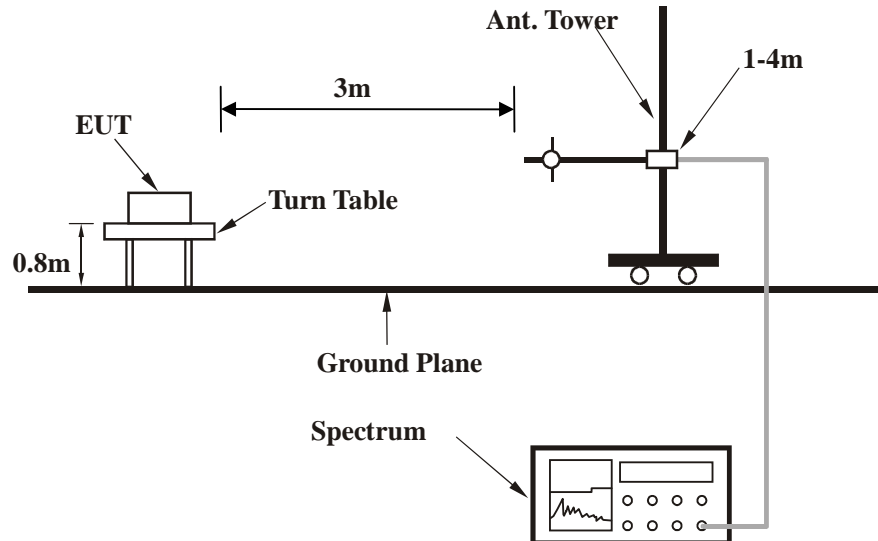 Ant. Tower
1-4m
3m
EUT
Turn Table
0.8m
Ground Plane
Spectrum